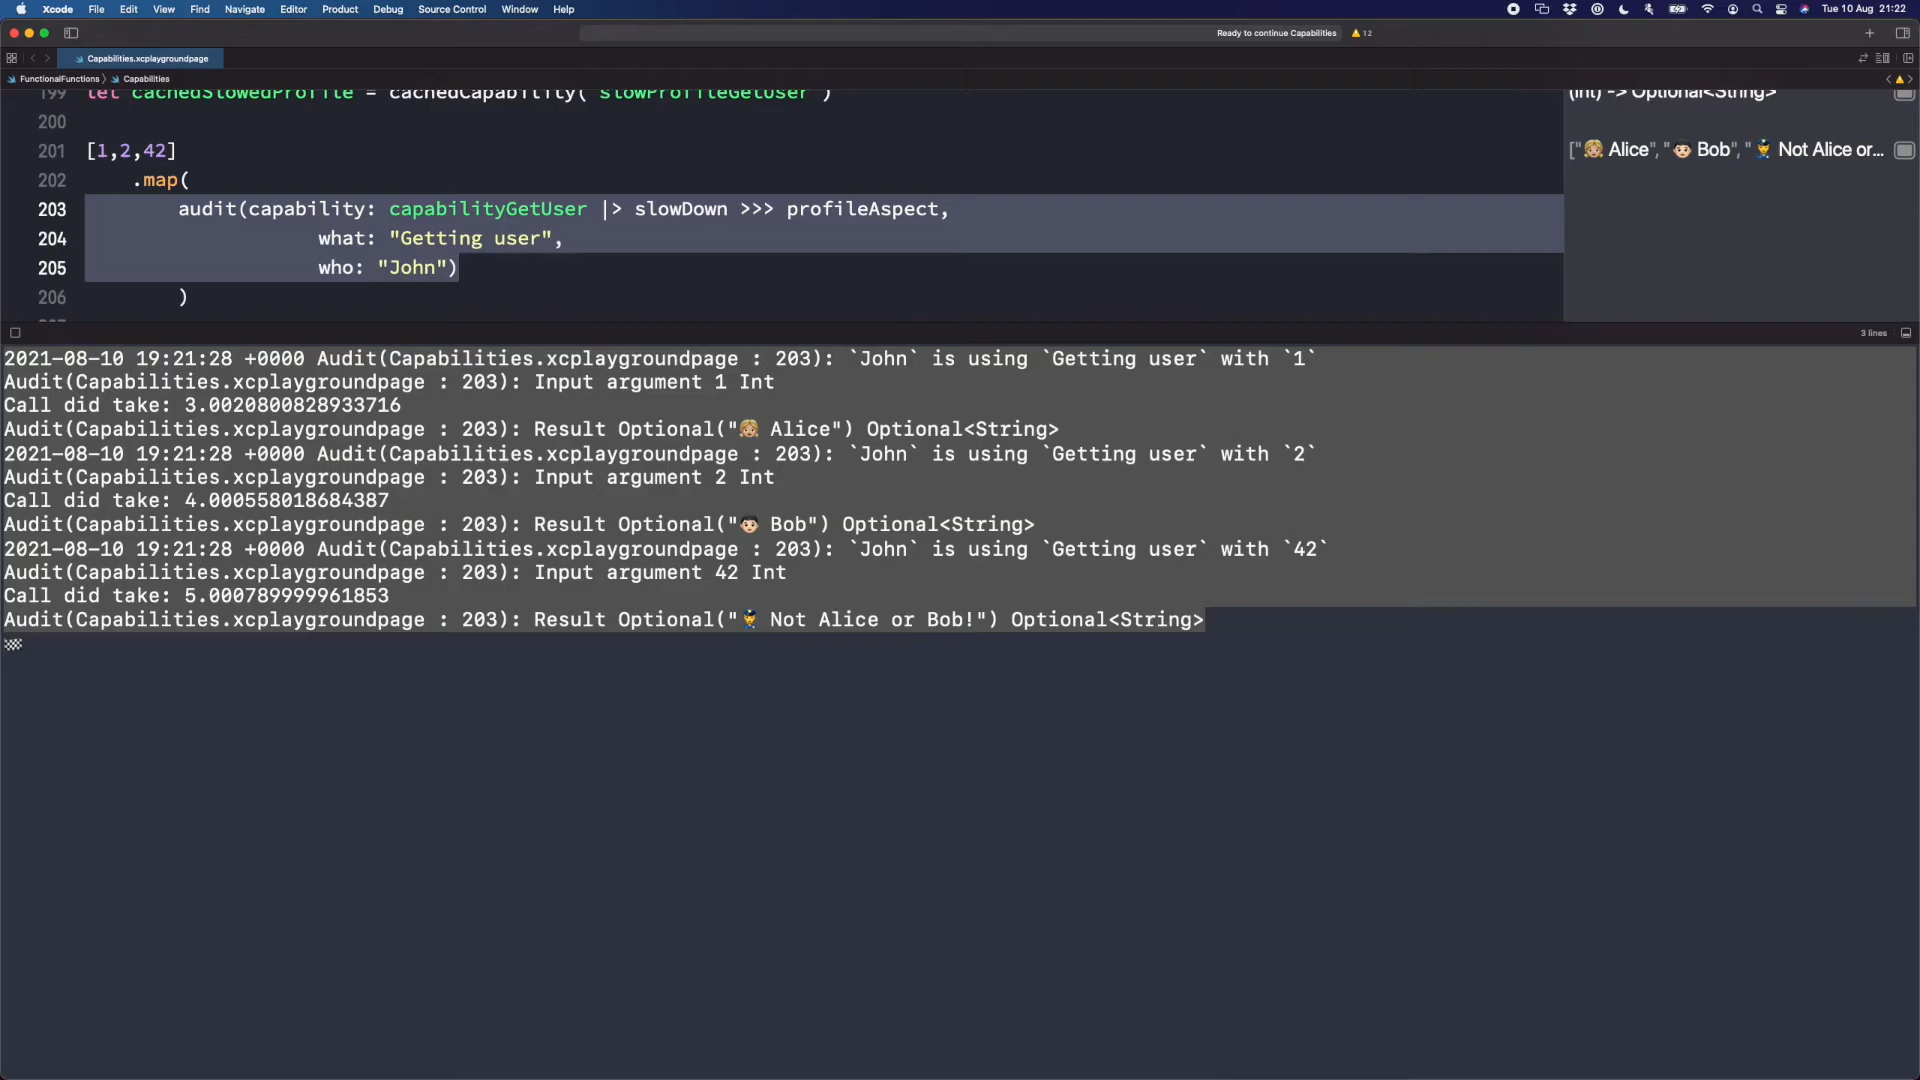 Xcode File Edit View Find Navigate Editor Product Debug Source Control Window Help Tue 10 Aug 21:22
Ready to continue Capabilities 12
Capabilities.xcplaygroundpage
FunctionalFunctions Capabilities
199 let cachedSlowedProfile = cachedCapability( slowProfileGetUser )
(Int) -> Optional<String>
200
201 [1,2,42]
["👧🏼 Alice", "👦🏻 Bob", "👮 Not Alice or...
202 .map(
203 audit(capability: capabilityGetUser |> slowDown >>> profileAspect,
204 what: "Getting user",
205 who: "John")
206 )
3 lines
2021-08-10 19:21:28 +0000 Audit(Capabilities.xcplaygroundpage : 203): `John` is using `Getting user` with `1`
Audit(Capabilities.xcplaygroundpage : 203): Input argument 1 Int
Call did take: 3.0020800828933716
Audit(Capabilities.xcplaygroundpage : 203): Result Optional("👧🏼 Alice") Optional<String>
2021-08-10 19:21:28 +0000 Audit(Capabilities.xcplaygroundpage : 203): `John` is using `Getting user` with `2`
Audit(Capabilities.xcplaygroundpage : 203): Input argument 2 Int
Call did take: 4.000558018684387
Audit(Capabilities.xcplaygroundpage : 203): Result Optional("👦🏻 Bob") Optional<String>
2021-08-10 19:21:28 +0000 Audit(Capabilities.xcplaygroundpage : 203): `John` is using `Getting user` with `42`
Audit(Capabilities.xcplaygroundpage : 203): Input argument 42 Int
Call did take: 5.000789999961853
Audit(Capabilities.xcplaygroundpage : 203): Result Optional("👮 Not Alice or Bob!") Optional<String>